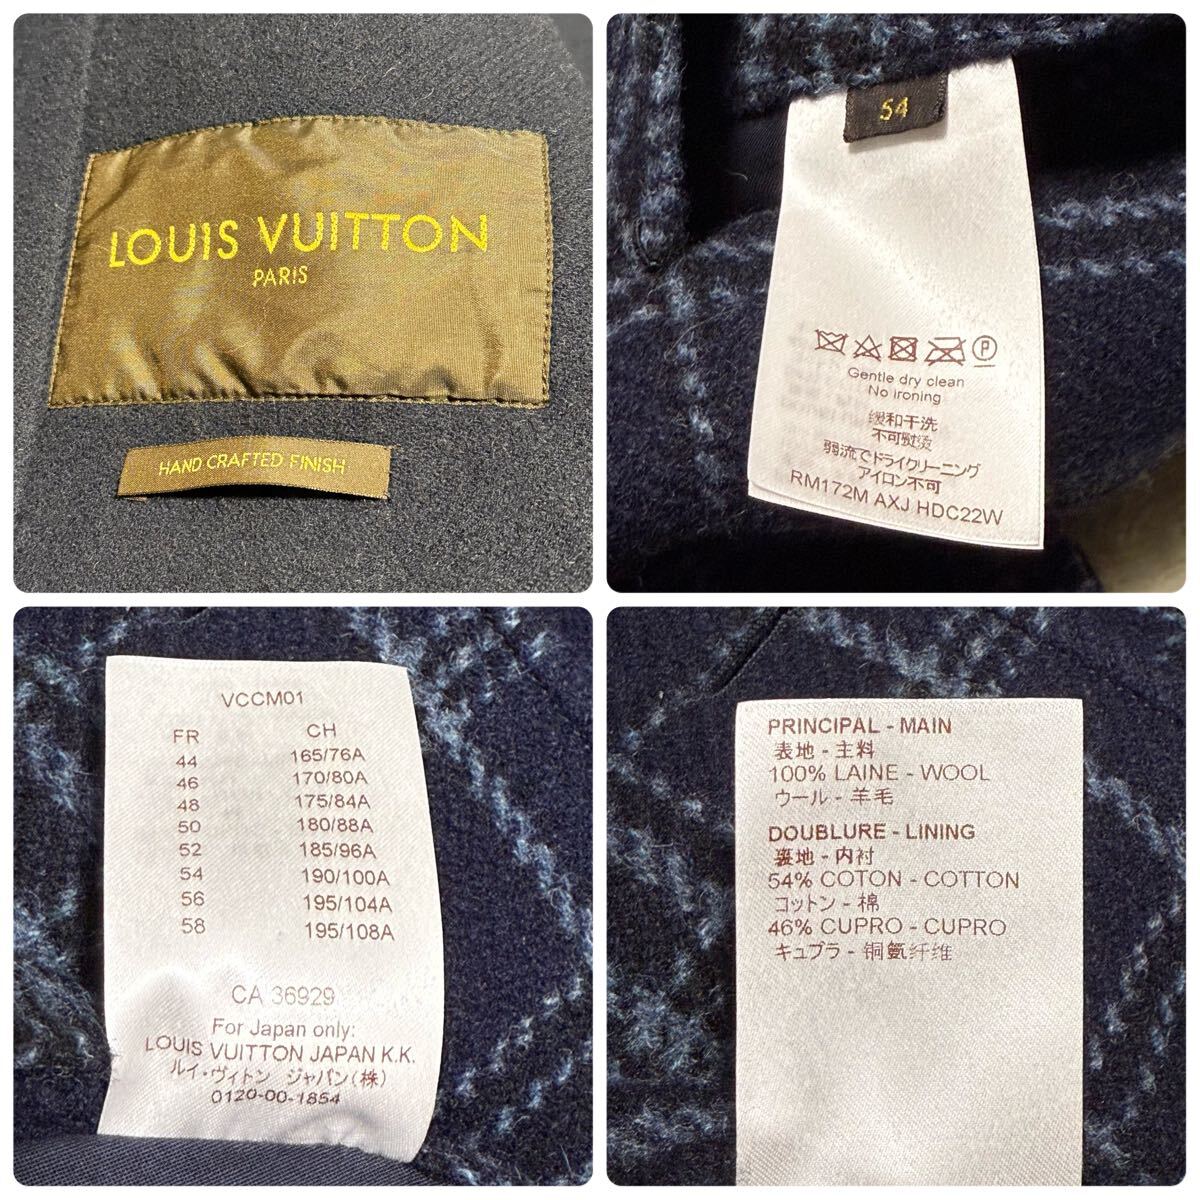 LOUIS VUITTON
PARIS
HAND CRAFTED FINISH
54
Gentle dry clean
No ironing
缓和干洗
不可熨烫
弱流でドライクリーニング
アイロン不可
RM172M AXJ HDC22W
VCCM01
FR CH
44 165/76A
46 170/80A
48 175/84A
50 180/88A
52 185/96A
54 190/100A
56 195/104A
58 195/108A
CA 36929
For Japan only:
LOUIS VUITTON JAPAN K.K.
ルイ・ヴィトン ジャパン(株)
0120-00-1854
PRINCIPAL - MAIN
表地 - 主料
100% LAINE - WOOL
ウール - 羊毛
DOUBLURE - LINING
裏地 - 内衬
54% COTON - COTTON
コットン - 棉
46% CUPRO - CUPRO
キュプラ - 铜氨纤维